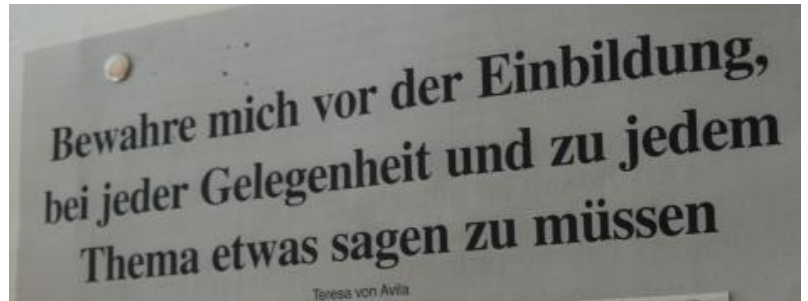 Bewahre mich vor der Einbildung,
bei jeder Gelegenheit und zu jedem
Thema etwas sagen zu müssen
Teresa von Avila